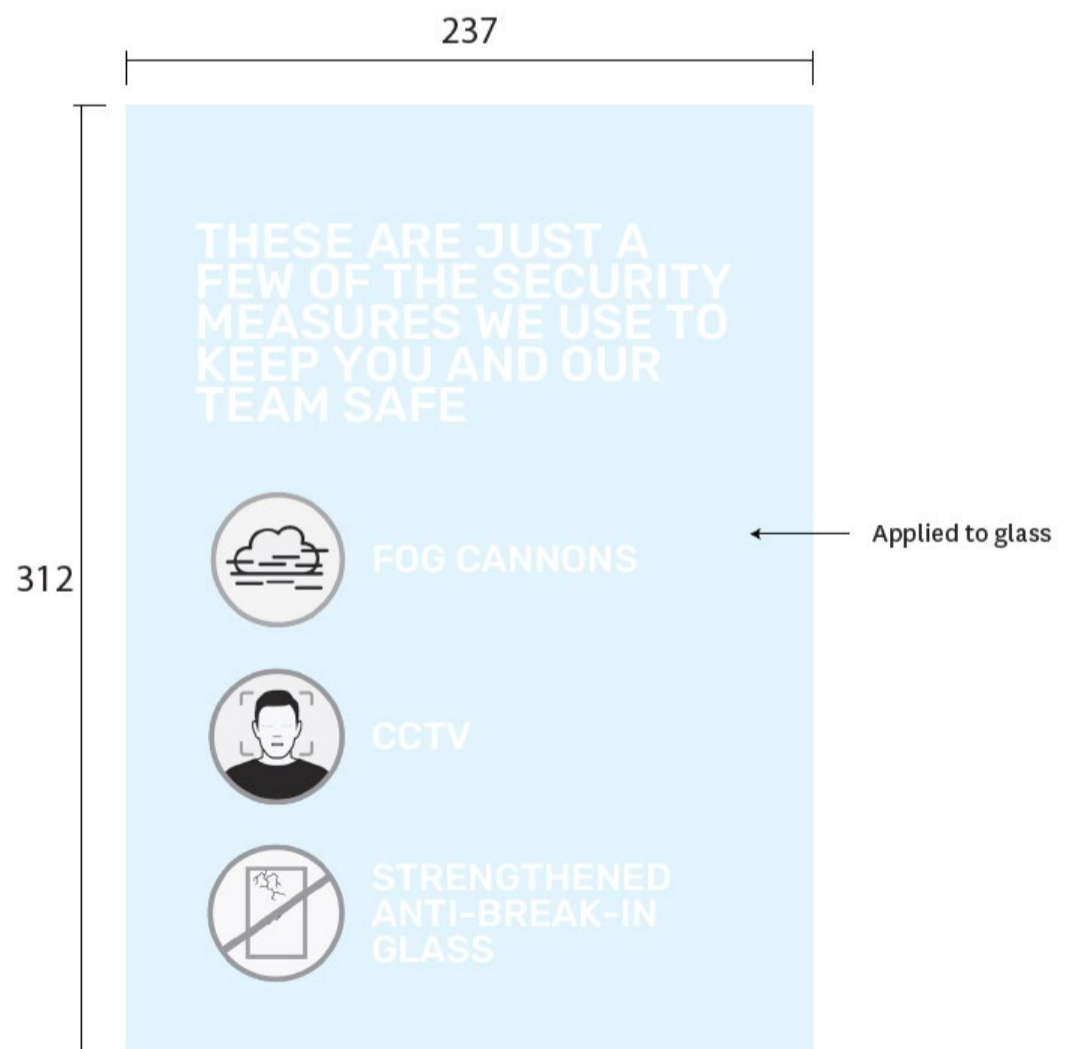 237
THESE ARE JUST A
FEW OF THE SECURITY
MEASURES WE USE TO
KEEP YOU AND OUR
TEAM SAFE
312
FOG CANNONS
Applied to glass
CCTV
STRENGTHENED
ANTI-BREAK-IN
GLASS